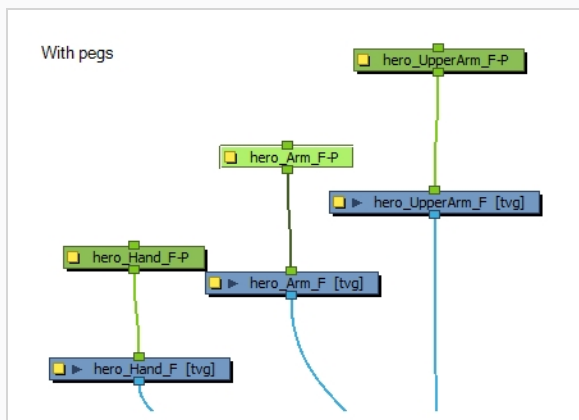 With pegs
hero_UpperArm_F-P
hero_Arm_F-P
hero_UpperArm_F [tvg]
hero_Hand_F-P
hero_Arm_F [tvg]
hero_Hand_F [tvg]